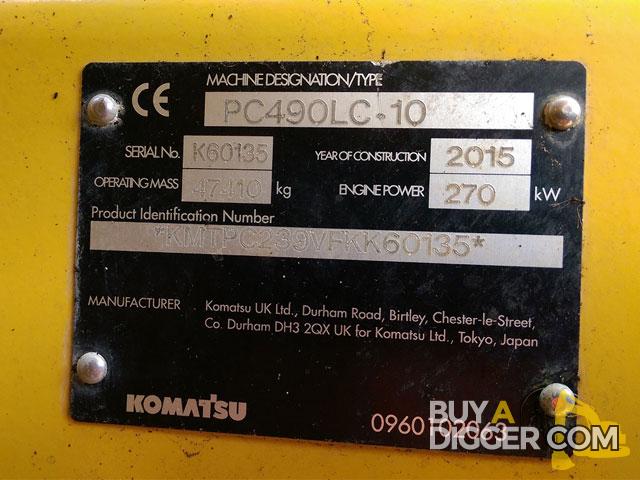 CE
MACHINE DESIGNATION/TYPE
PC490LC-10
SERIAL No. K60135 YEAR OF CONSTRUCTION 2015
OPERATING MASS 47410 kg ENGINE POWER 270 kW
Product Identification Number
*KMTPC239VFKK60135*
MANUFACTURER Komatsu UK Ltd., Durham Road, Birtley, Chester-le-Street,
Co. Durham DH3 2QX UK for Komatsu Ltd., Tokyo, Japan
KOMATSU
0960102063
BUY A
DIGGER.COM